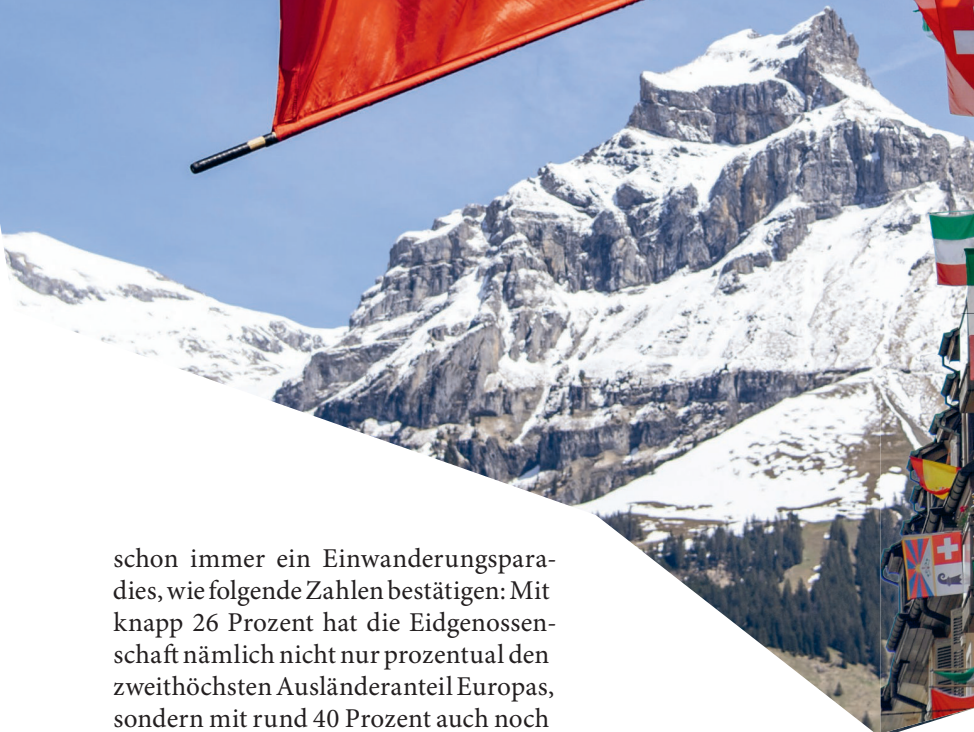 schon immer ein Einwanderungspara-
dies, wie folgende Zahlen bestätigen: Mit
knapp 26 Prozent hat die Eidgenossen-
schaft nämlich nicht nur prozentual den
zweithöchsten Ausländeranteil Europas,
sondern mit rund 40 Prozent auch noch